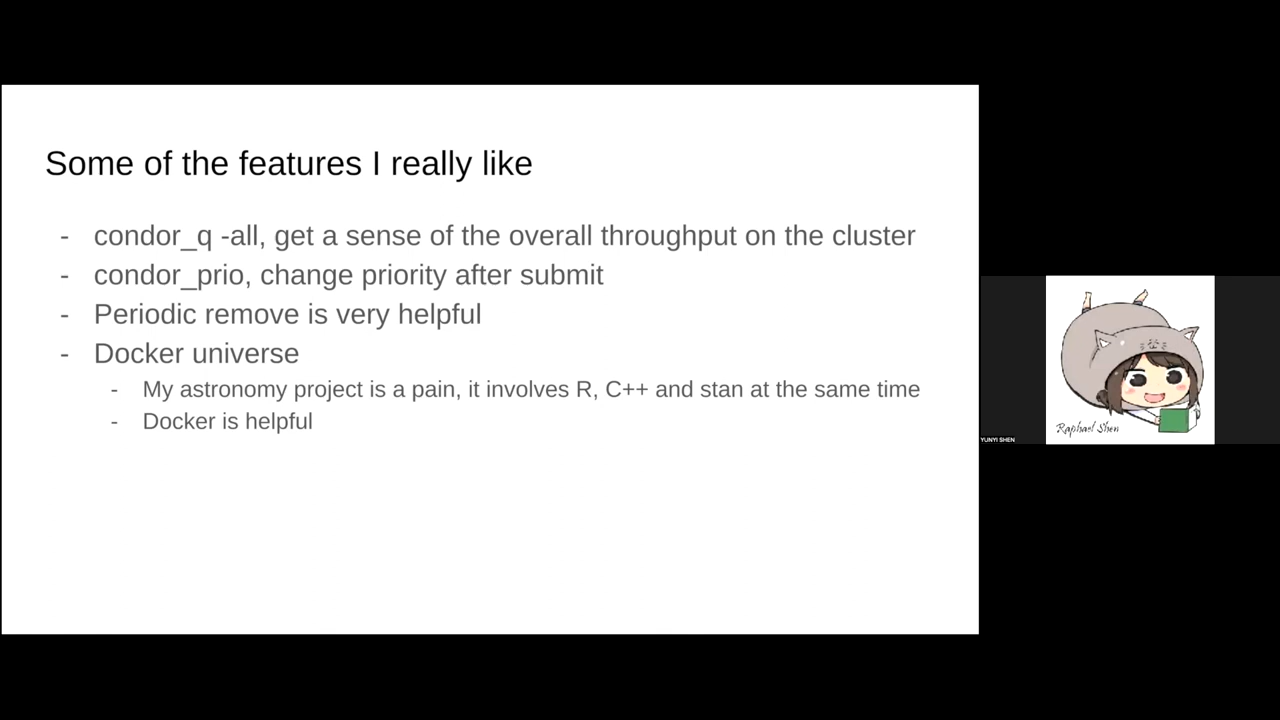 Some of the features I really like
- condor_q -all, get a sense of the overall throughput on the cluster
- condor_prio, change priority after submit
- Periodic remove is very helpful
- Docker universe
- My astronomy project is a pain, it involves R, C++ and stan at the same time
- Docker is helpful
Raphael Shen
YUNYI SHEN